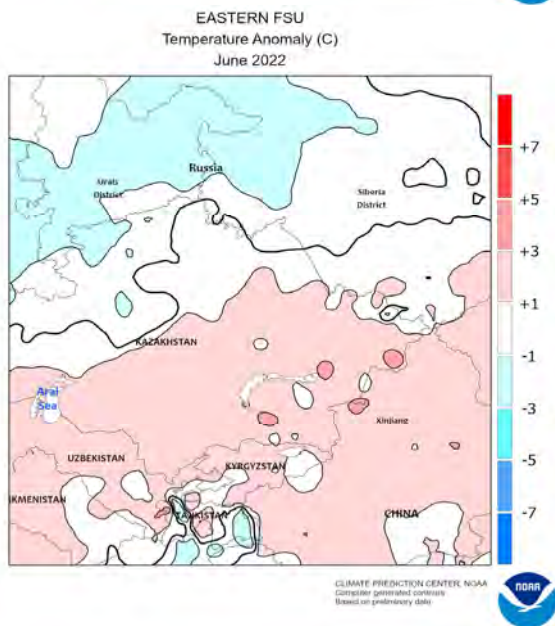 EASTERN FSU
Temperature Anomaly (C)
June 2022
Russia
Urals
District
Siberia
District
KAZAKHSTAN
Aral
Sea
Xinjiang
UZBEKISTAN
KYRGYZSTAN
KMENISTAN
TAJIKISTAN
CHINA
+7
+5
+3
+1
-1
-3
-5
-7
CLIMATE PREDICTION CENTER, NOAA
Computer generated contours
Based on preliminary data
NOAA